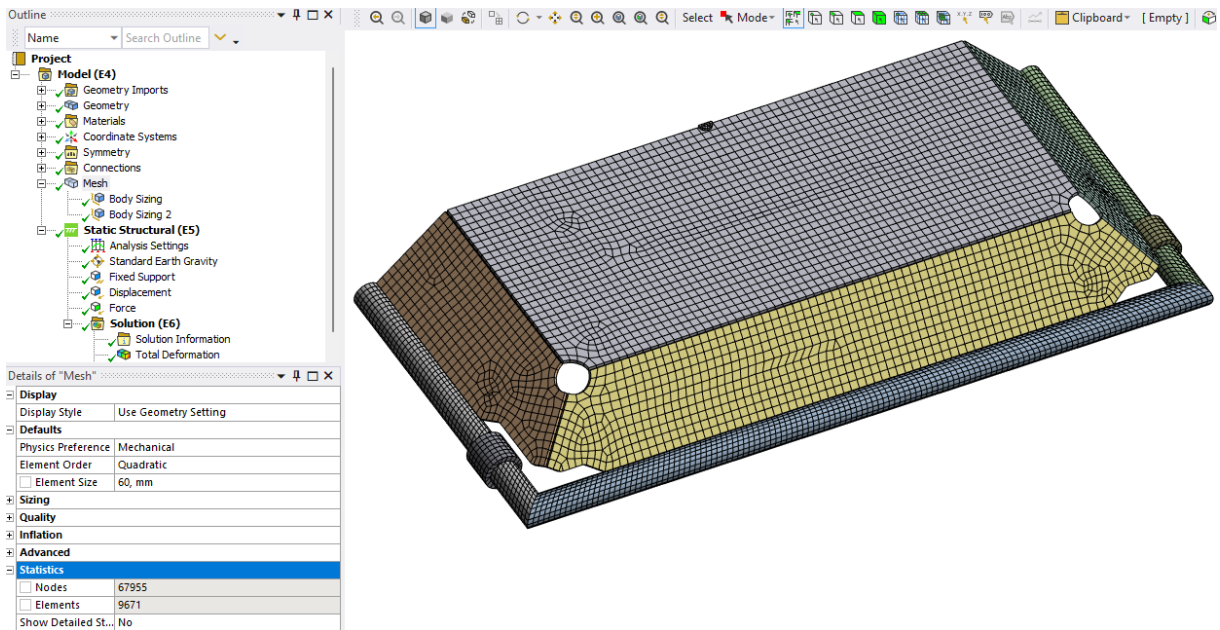 Outline
Name
Search Outline
Project
Model (E4)
Geometry Imports
Geometry
Materials
Coordinate Systems
Symmetry
Connections
Mesh
Body Sizing
Body Sizing 2
Static Structural (E5)
Analysis Settings
Standard Earth Gravity
Fixed Support
Displacement
Force
Solution (E6)
Solution Information
Total Deformation
Details of "Mesh"
Display
Display Style Use Geometry Setting
Defaults
Physics Preference Mechanical
Element Order Quadratic
Element Size 60, mm
Sizing
Quality
Inflation
Advanced
Statistics
Nodes 67955
Elements 9671
Show Detailed St... No
Select Mode Clipboard [Empty]